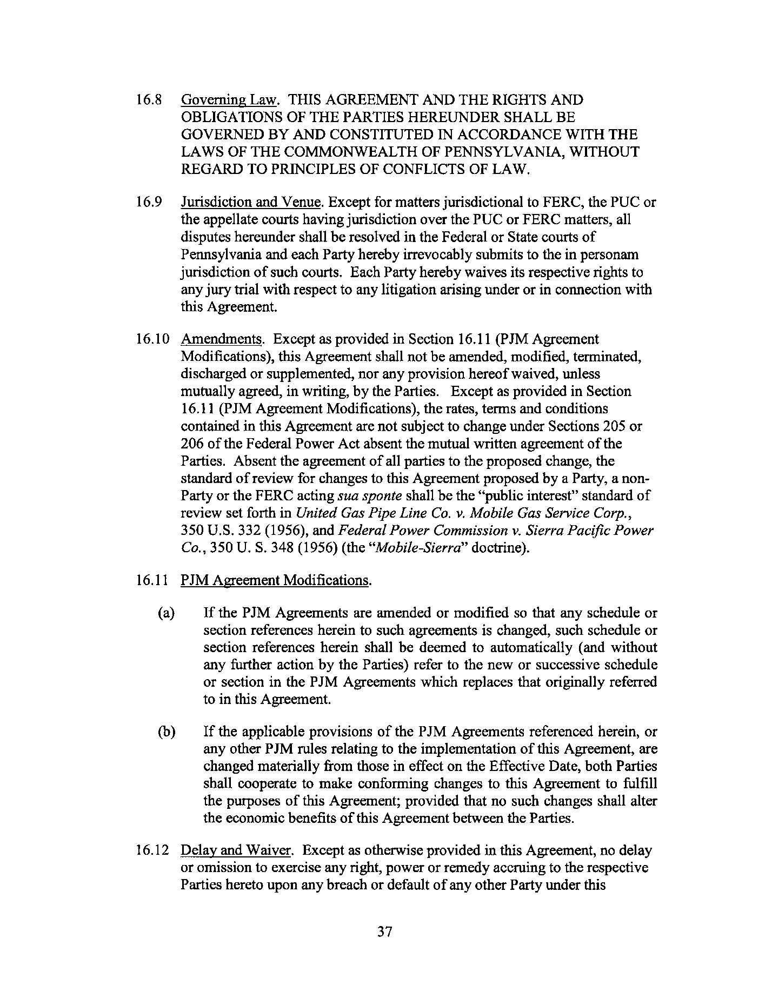 16.8 Governing Law. THIS AGREEMENT AND THE RIGHTS AND
OBLIGATIONS OF THE PARTIES HEREUNDER SHALL BE
GOVERNED BY AND CONSTITUTED IN ACCORDANCE WITH THE
LAWS OF THE COMMONWEALTH OF PENNSYLVANIA, WITHOUT
REGARD TO PRINCIPLES OF CONFLICTS OF LAW.
16.9 Jurisdiction and Venue. Except for matters jurisdictional to FERC, the PUC or
the appellate courts having jurisdiction over the PUC or FERC matters, all
disputes hereunder shall be resolved in the Federal or State courts of
Pennsylvania and each Party hereby irrevocably submits to the in personam
jurisdiction of such courts. Each Party hereby waives its respective rights to
any jury trial with respect to any litigation arising under or in connection with
this Agreement.
16.10 Amendments. Except as provided in Section 16.11 (PJM Agreement
Modifications), this Agreement shall not be amended, modified, terminated,
discharged or supplemented, nor any provision hereof waived, unless
mutually agreed, in writing, by the Parties. Except as provided in Section
16.11 (PJM Agreement Modifications), the rates, terms and conditions
contained in this Agreement are not subject to change under Sections 205 or
206 of the Federal Power Act absent the mutual written agreement of the
Parties. Absent the agreement of all parties to the proposed change, the
standard of review for changes to this Agreement proposed by a Party, a non-
Party or the FERC acting sua sponte shall be the “public interest” standard of
review set forth in United Gas Pipe Line Co. v. Mobile Gas Service Corp.,
350 U.S. 332 (1956), and Federal Power Commission v. Sierra Pacific Power
Co., 350 U. S. 348 (1956) (the “Mobile-Sierra” doctrine).
16.11 PJM Agreement Modifications.
(a) If the PJM Agreements are amended or modified so that any schedule or
section references herein to such agreements is changed, such schedule or
section references herein shall be deemed to automatically (and without
any further action by the Parties) refer to the new or successive schedule
or section in the PJM Agreements which replaces that originally referred
to in this Agreement.
(b) If the applicable provisions of the PJM Agreements referenced herein, or
any other PJM rules relating to the implementation of this Agreement, are
changed materially from those in effect on the Effective Date, both Parties
shall cooperate to make conforming changes to this Agreement to fulfill
the purposes of this Agreement; provided that no such changes shall alter
the economic benefits of this Agreement between the Parties.
16.12 Delay and Waiver. Except as otherwise provided in this Agreement, no delay
or omission to exercise any right, power or remedy accruing to the respective
Parties hereto upon any breach or default of any other Party under this
37